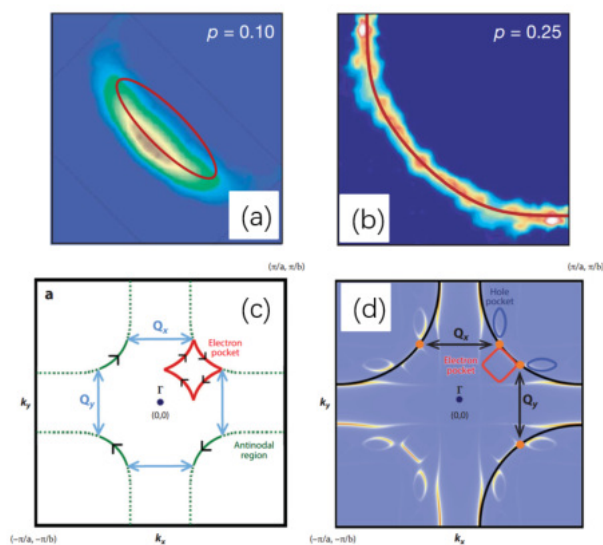 p = 0.10
p = 0.25
(a)
(b)
(π/a, π/b)
(π/a, π/b)
a
(c)
(d)
Hole
pocket
Qx
Electron
pocket
Qx
Electron
pocket
ky
Qy
Γ
(0,0)
ky
Γ
(0,0)
Qy
Antinodal
region
(−π/a, −π/b)
kx
(−π/a, −π/b)
kx